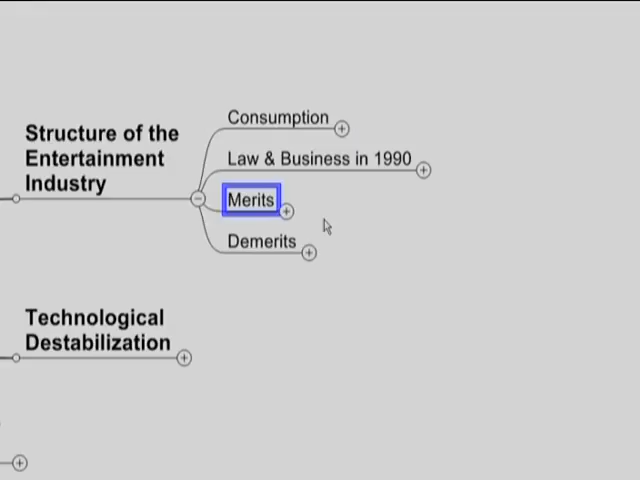 Structure of the
Entertainment
Industry
Consumption
Law & Business in 1990
Merits
Demerits
Technological
Destabilization